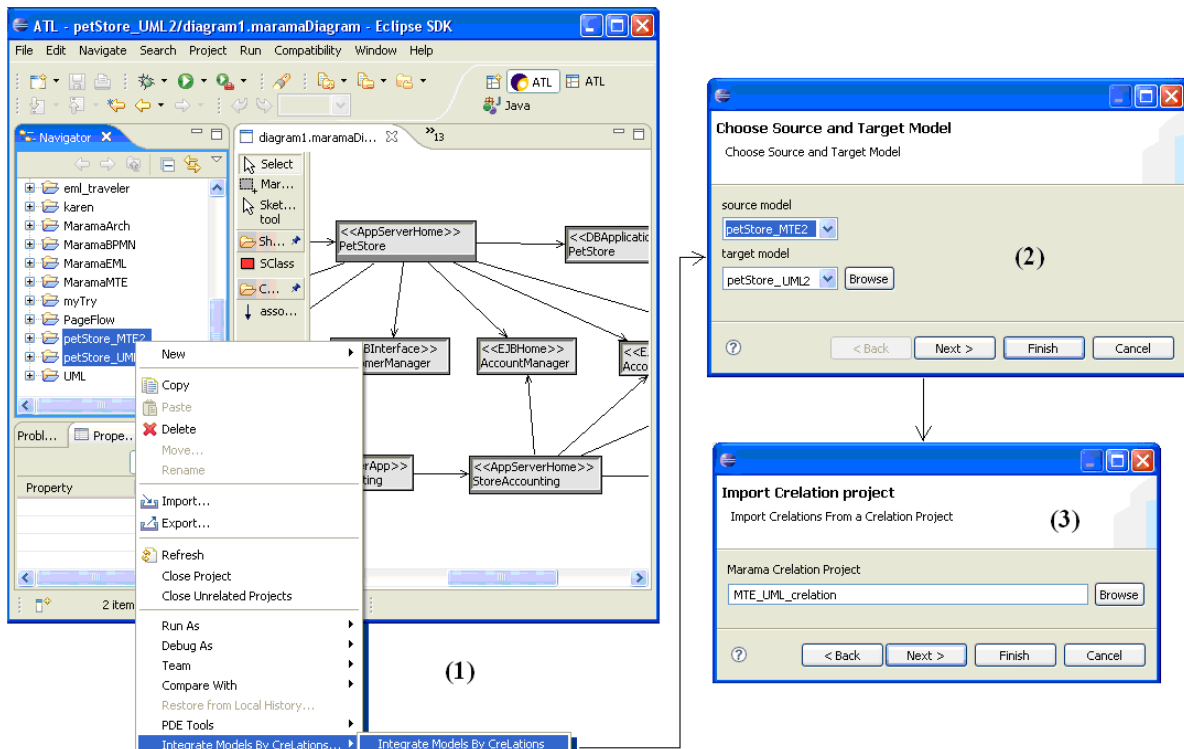 ATL - petStore_UML2/diagram1.maramaDiagram - Eclipse SDK
File Edit Navigate Search Project Run Compatibility Window Help
ATL ATL
Java
Navigator
eml_traveler
karen
MaramaArch
MaramaBPMN
MaramaEML
MaramaMTE
myTry
PageFlow
petStore_MTE2
petStore_UML
UML
diagram1.maramaDi... »13
Select
Mar...
Sket...
tool
Sh...
SClass
C...
asso...
<<AppServerHome>>
PetStore
<<DBApplicatio
PetStore
BInterface>>
omerManager
<<EJBHome>>
AccountManager
<<E
Acco
erApp>>
ting
<<AppServerHome>>
StoreAccounting
Probl... Prope...
Property
2 item
New
Copy
Paste
Delete
Move...
Rename
Import...
Export...
Refresh
Close Project
Close Unrelated Projects
Run As
Debug As
Team
Compare With
Restore from Local History...
PDE Tools
Integrate Models By CreLations... Integrate Models By CreLations
(1)
Choose Source and Target Model
Choose Source and Target Model
source model
petStore_MTE2
target model
petStore_UML2 Browse
(2)
? < Back Next > Finish Cancel
Import Crelation project
Import Crelations From a Crelation Project
(3)
Marama Crelation Project
MTE_UML_crelation Browse
? < Back Next > Finish Cancel